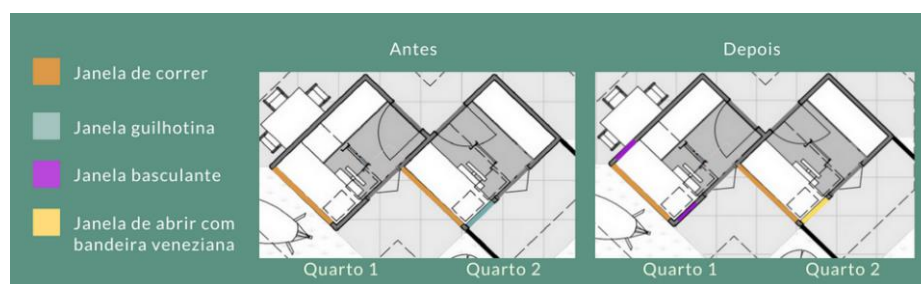 Antes
Depois
Janela de correr
Janela guilhotina
Janela basculante
Janela de abrir com
bandeira veneziana
Quarto 1
Quarto 2
Quarto 1
Quarto 2